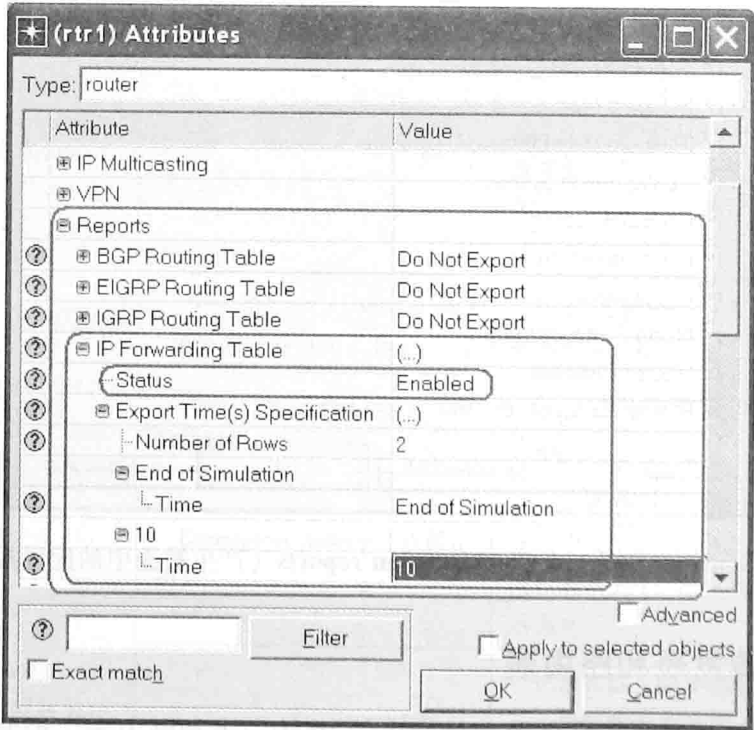 (rtr1) Attributes
Type: router
Attribute Value
IP Multicasting
VPN
Reports
BGP Routing Table Do Not Export
EIGRP Routing Table Do Not Export
IGRP Routing Table Do Not Export
IP Forwarding Table (...)
Status Enabled
Export Time(s) Specification (...)
Number of Rows 2
End of Simulation
Time End of Simulation
10
Time 10
Advanced
Filter
Apply to selected objects
Exact match
OK Cancel